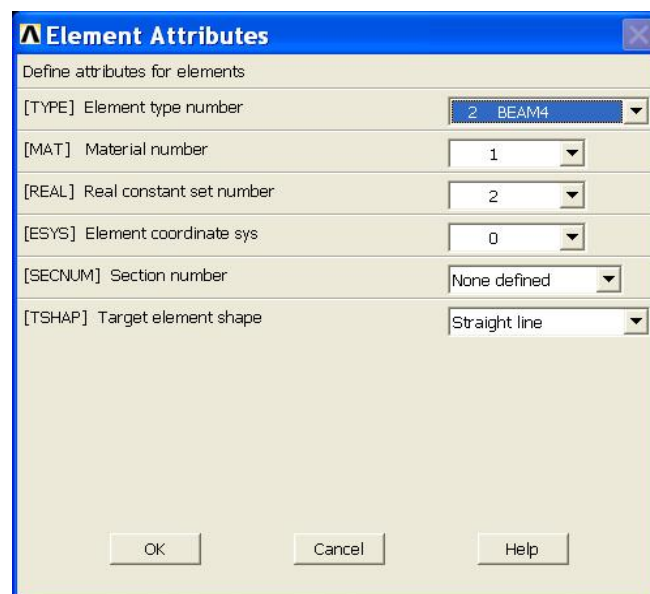 Element Attributes
Define attributes for elements
[TYPE] Element type number 2 BEAM4
[MAT] Material number 1
[REAL] Real constant set number 2
[ESYS] Element coordinate sys 0
[SECNUM] Section number None defined
[TSHAP] Target element shape Straight line
OK Cancel Help